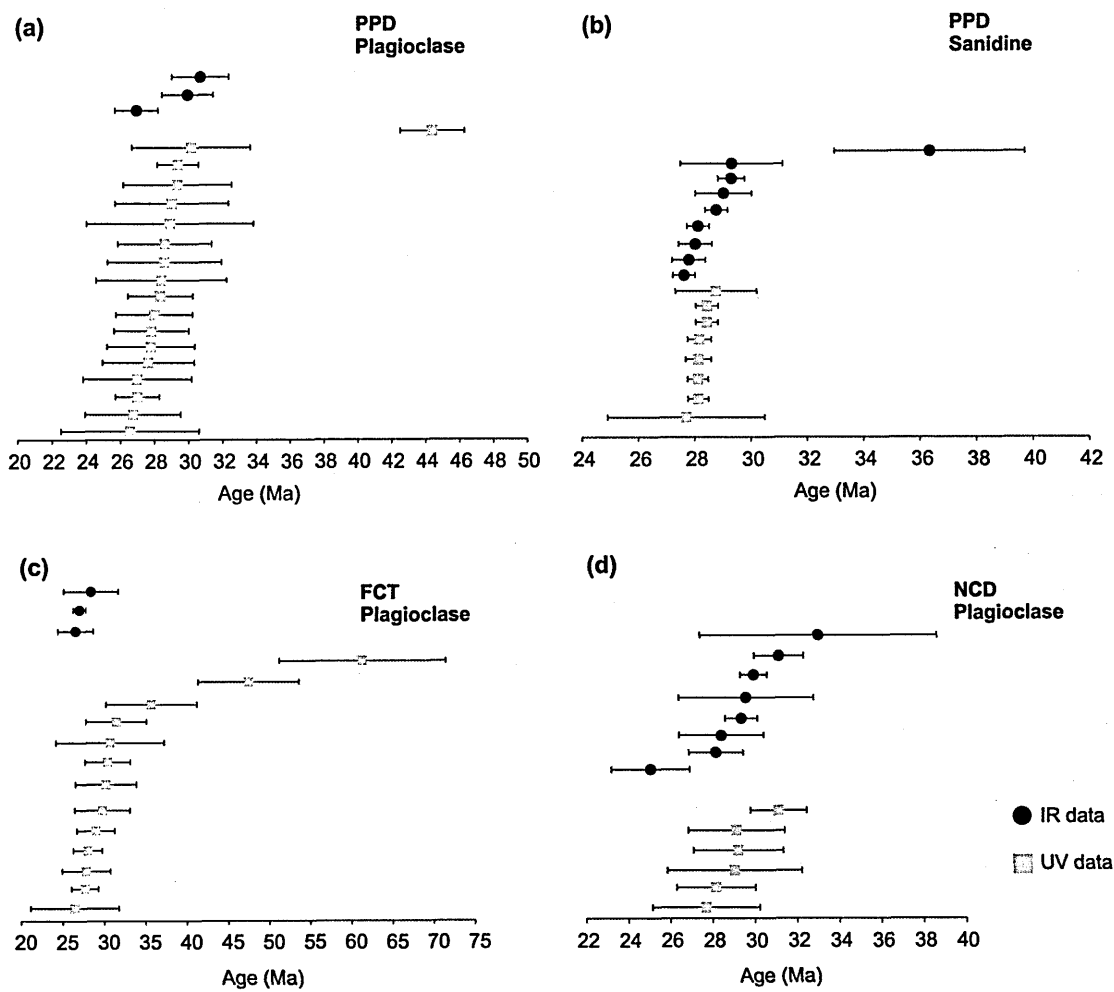 (a)
PPD
Plagioclase
20 22 24 26 28 30 32 34 36 38 40 42 44 46 48 50
Age (Ma)
(b)
PPD
Sanidine
24 26 28 30 32 34 36 38 40 42
Age (Ma)
(c)
FCT
Plagioclase
20 25 30 35 40 45 50 55 60 65 70 75
Age (Ma)
(d)
NCD
Plagioclase
IR data
UV data
22 24 26 28 30 32 34 36 38 40
Age (Ma)